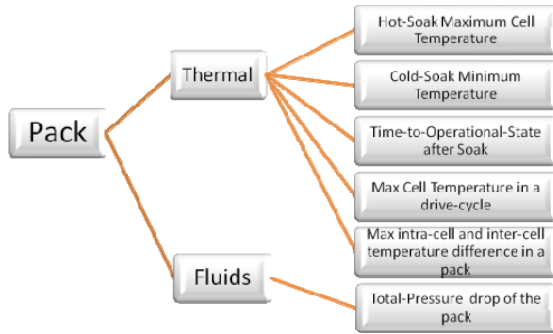 Pack
Thermal
Hot-Soak Maximum Cell
Temperature
Cold-Soak Minimum
Temperature
Time-to-Operational-State
after Soak
Max Cell Temperature in a
drive-cycle
Max intra-cell and inter-cell
temperature difference in a
pack
Fluids
Total-Pressure drop of the
pack